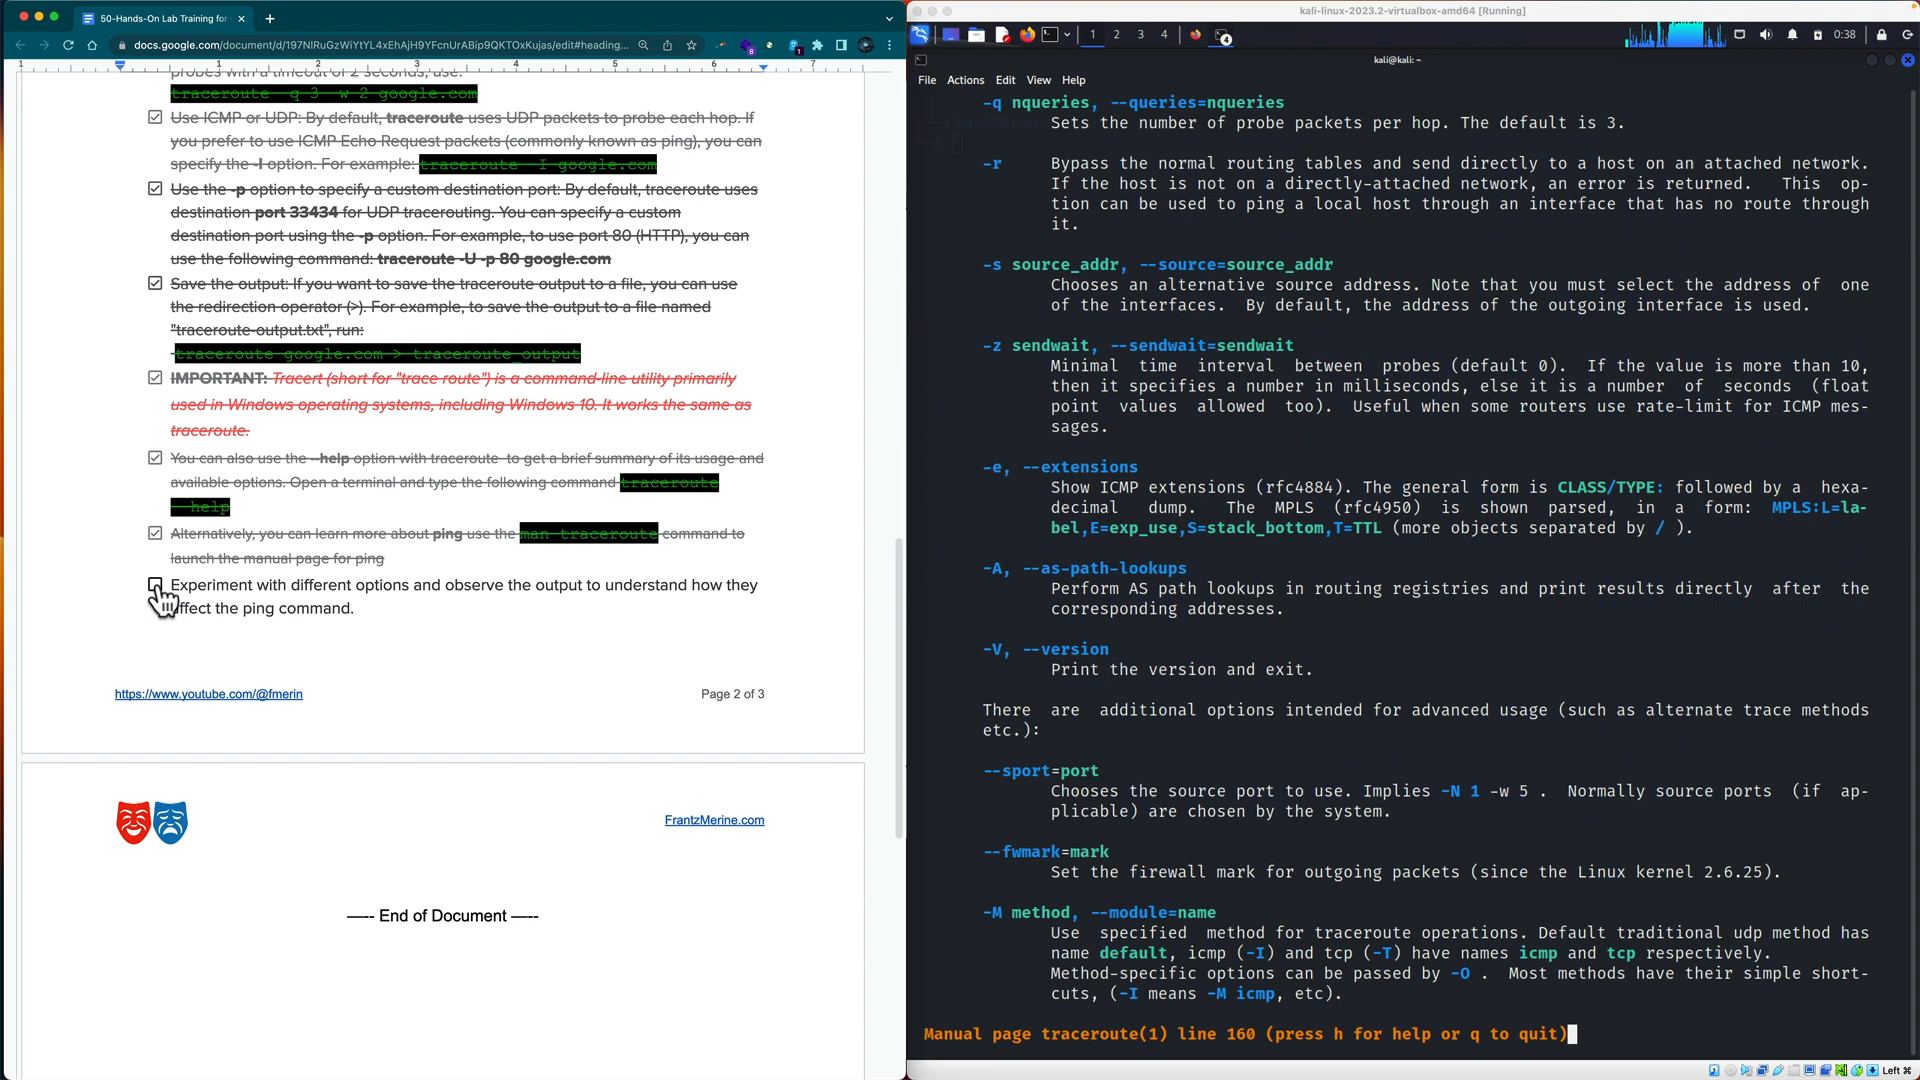 50-Hands-On Lab Training for
docs.google.com/document/d/197NlRuGzWiYtYL4xEhAjH9YFcnUrABip9QKTOxKujas/edit#heading...
1 1 2 3 4 5 6 7
probes with a timeout of 2 seconds, use:
traceroute -q 3 -w 2 google.com
Use ICMP or UDP: By default, traceroute uses UDP packets to probe each hop. If
you prefer to use ICMP Echo Request packets (commonly known as ping), you can
specify the -I option. For example: traceroute -I google.com
Use the -p option to specify a custom destination port: By default, traceroute uses
destination port 33434 for UDP tracerouting. You can specify a custom
destination port using the -p option. For example, to use port 80 (HTTP), you can
use the following command: traceroute -U -p 80 google.com
Save the output: If you want to save the traceroute output to a file, you can use
the redirection operator (>). For example, to save the output to a file named
"traceroute-output.txt", run:
traceroute google.com > traceroute output
IMPORTANT: Tracert (short for "trace route") is a command-line utility primarily
used in Windows operating systems, including Windows 10. It works the same as
traceroute.
You can also use the --help option with traceroute to get a brief summary of its usage and
available options. Open a terminal and type the following command traceroute
--help
Alternatively, you can learn more about ping use the man traceroute command to
launch the manual page for ping
Experiment with different options and observe the output to understand how they
affect the ping command.
https://www.youtube.com/@fmerin Page 2 of 3
FrantzMerine.com
—-- End of Document —--
kali-linux-2023.2-virtualbox-amd64 [Running]
1 2 3 4 4 0:38
kali@kali: ~
File Actions Edit View Help
-q nqueries, --queries=nqueries
Sets the number of probe packets per hop. The default is 3.
-r Bypass the normal routing tables and send directly to a host on an attached network.
If the host is not on a directly-attached network, an error is returned. This op-
tion can be used to ping a local host through an interface that has no route through
it.
-s source_addr, --source=source_addr
Chooses an alternative source address. Note that you must select the address of one
of the interfaces. By default, the address of the outgoing interface is used.
-z sendwait, --sendwait=sendwait
Minimal time interval between probes (default 0). If the value is more than 10,
then it specifies a number in milliseconds, else it is a number of seconds (float
point values allowed too). Useful when some routers use rate-limit for ICMP mes-
sages.
-e, --extensions
Show ICMP extensions (rfc4884). The general form is CLASS/TYPE: followed by a hexa-
decimal dump. The MPLS (rfc4950) is shown parsed, in a form: MPLS:L=la-
bel,E=exp_use,S=stack_bottom,T=TTL (more objects separated by / ).
-A, --as-path-lookups
Perform AS path lookups in routing registries and print results directly after the
corresponding addresses.
-V, --version
Print the version and exit.
There are additional options intended for advanced usage (such as alternate trace methods
etc.):
--sport=port
Chooses the source port to use. Implies -N 1 -w 5 . Normally source ports (if ap-
plicable) are chosen by the system.
--fwmark=mark
Set the firewall mark for outgoing packets (since the Linux kernel 2.6.25).
-M method, --module=name
Use specified method for traceroute operations. Default traditional udp method has
name default, icmp (-I) and tcp (-T) have names icmp and tcp respectively.
Method-specific options can be passed by -O . Most methods have their simple short-
cuts, (-I means -M icmp, etc).
Manual page traceroute(1) line 160 (press h for help or q to quit)
Left ⌘